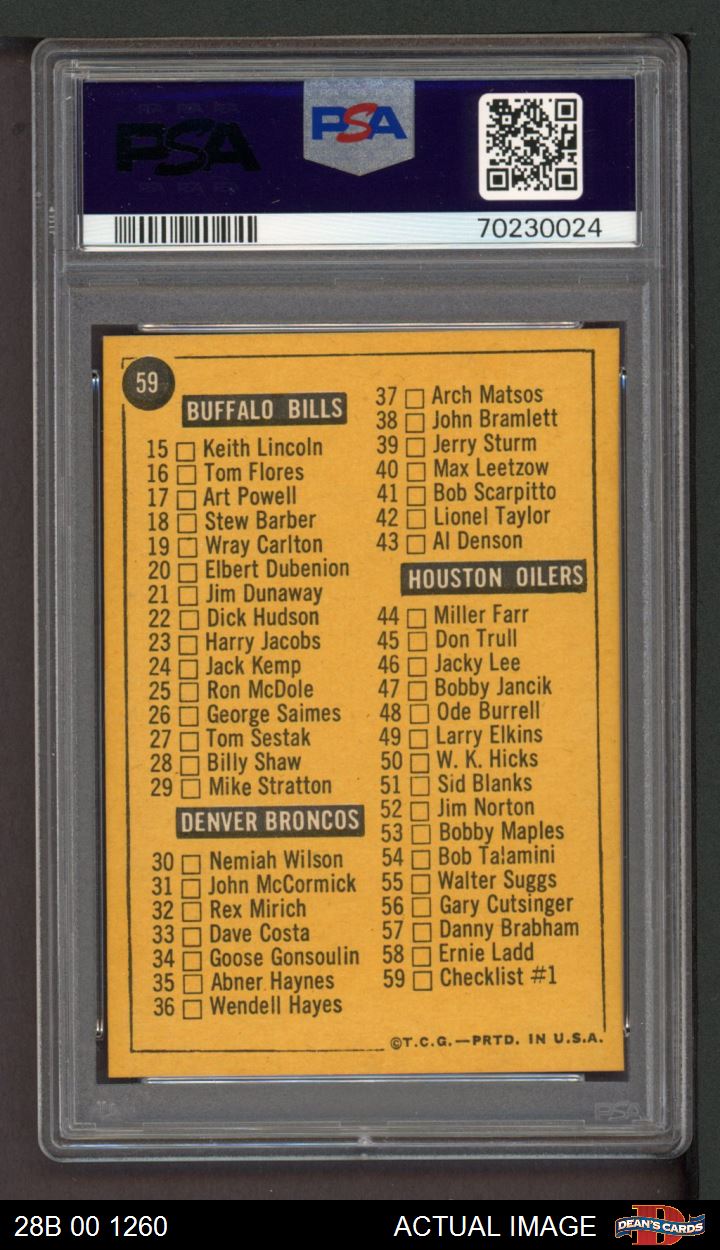 PSA
PSA
70230024
59
BUFFALO BILLS
15 Keith Lincoln
16 Tom Flores
17 Art Powell
18 Stew Barber
19 Wray Carlton
20 Elbert Dubenion
21 Jim Dunaway
22 Dick Hudson
23 Harry Jacobs
24 Jack Kemp
25 Ron McDole
26 George Saimes
27 Tom Sestak
28 Billy Shaw
29 Mike Stratton
DENVER BRONCOS
30 Nemiah Wilson
31 John McCormick
32 Rex Mirich
33 Dave Costa
34 Goose Gonsoulin
35 Abner Haynes
36 Wendell Hayes
37 Arch Matsos
38 John Bramlett
39 Jerry Sturm
40 Max Leetzow
41 Bob Scarpitto
42 Lionel Taylor
43 Al Denson
HOUSTON OILERS
44 Miller Farr
45 Don Trull
46 Jacky Lee
47 Bobby Jancik
48 Ode Burrell
49 Larry Elkins
50 W. K. Hicks
51 Sid Blanks
52 Jim Norton
53 Bobby Maples
54 Bob Talamini
55 Walter Suggs
56 Gary Cutsinger
57 Danny Brabham
58 Ernie Ladd
59 Checklist #1
©T.C.G.—PRTD. IN U.S.A.
PSA
28B 00 1260
ACTUAL IMAGE
DEAN'S CARDS